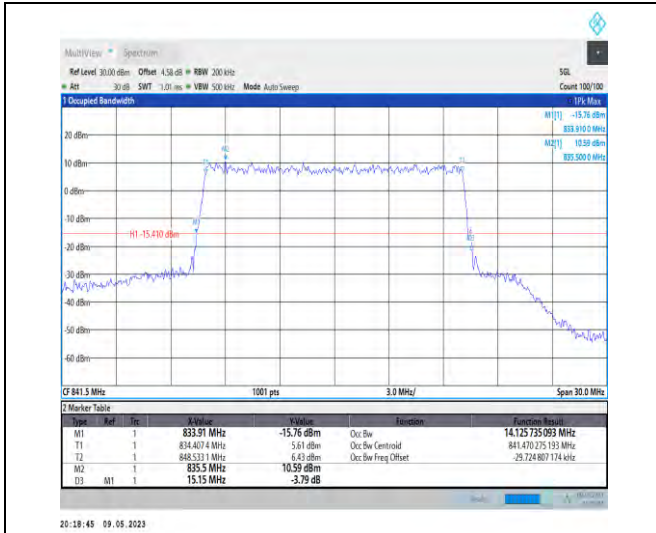 MultiView Spectrum
Ref Level 30.00 dBm Offset 4.58 dB RBW 200 kHz SGL
Att 30 dB SWT 1.01 ms VBW 500 kHz Mode Auto Sweep Count 100/100
1 Occupied Bandwidth 1Pk Max
M1[1] -15.76 dBm
833.910 0 MHz
M2[1] 10.59 dBm
835.500 0 MHz
20 dBm
M2
10 dBm
0 dBm
-10 dBm
M1
H1 -15.410 dBm
-20 dBm
-30 dBm
-40 dBm
-50 dBm
-60 dBm
CF 841.5 MHz 1001 pts 3.0 MHz/ Span 30.0 MHz
2 Marker Table
Type Ref Trc X-Value Y-Value Function Function Result
M1 1 833.91 MHz -15.76 dBm Occ Bw 14.125 735 093 MHz
T1 1 834.407 4 MHz 5.61 dBm Occ Bw Centroid 841.470 275 193 MHz
T2 1 848.533 1 MHz 6.43 dBm Occ Bw Freq Offset -29.724 807 174 kHz
M2 1 835.5 MHz 10.59 dBm
D3 M1 1 15.15 MHz -3.79 dB
20:18:45 09.05.2023